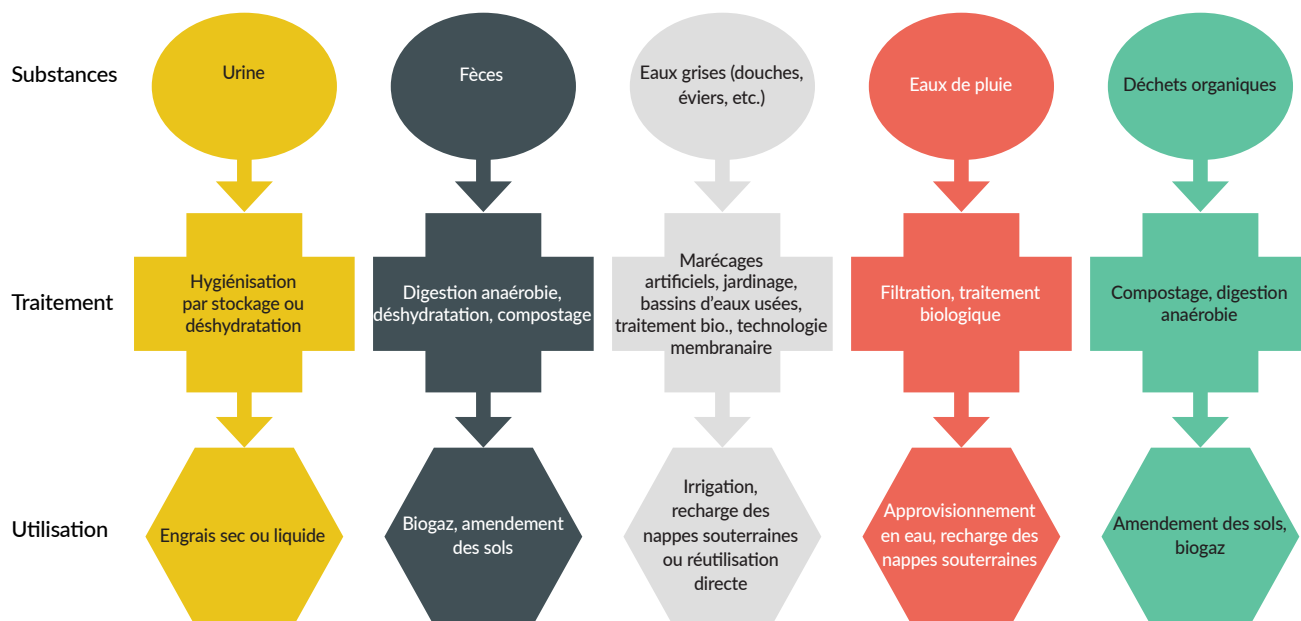 Substances
Urine
Fèces
Eaux grises (douches,
éviers, etc.)
Eaux de pluie
Déchets organiques
Traitement
Hygiénisation
par stockage ou
déshydratation
Digestion anaérobie,
déshydratation, compostage
Marécages
artificiels, jardinage,
bassins d’eaux usées,
traitement bio., technologie
membranaire
Filtration, traitement
biologique
Compostage, digestion
anaérobie
Utilisation
Engrais sec ou liquide
Biogaz, amendement
des sols
Irrigation,
recharge des
nappes souterraines
ou réutilisation
directe
Approvisionnement
en eau, recharge des
nappes souterraines
Amendement des sols,
biogaz